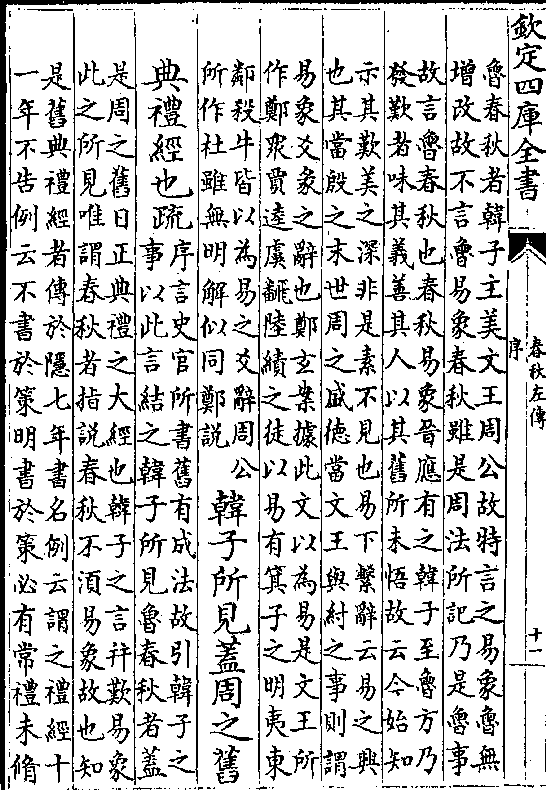 欽定四庫全書
春秋左傳
序
十一
魯春秋者韓子主美文王周公故特言之易象魯無
增改故不言魯易象春秋雖是周法所記乃是魯事
故言魯春秋也春秋易象晉應有之韓子至魯方乃
發歎者味其義善其人以其舊所未悟故云今始知
示其歎美之深非是素不見也易下繫辭云易之興
也其當殷之末世周之盛德當文王與紂之事則謂
易象爻象之辭也鄭玄案據此文以為易是文王所
作鄭衆賈逵虞翻陸績之徒以易有箕子之明夷東
鄰殺牛皆以為易之爻辭周公
所作杜雖無明解似同鄭說
韓子所見蓋周之舊
典禮經也疏
序言史官所書舊有成法故引韓子之
事以此言結之韓子所見魯春秋者蓋
是周之舊日正典禮之大經也韓子之言并歎易象
此之所見唯謂春秋者指說春秋不湏易象故也知
是舊典禮經者傳於隱七年書名例云謂之禮經十
一年不告例云不書於策明書於策必有常禮未脩